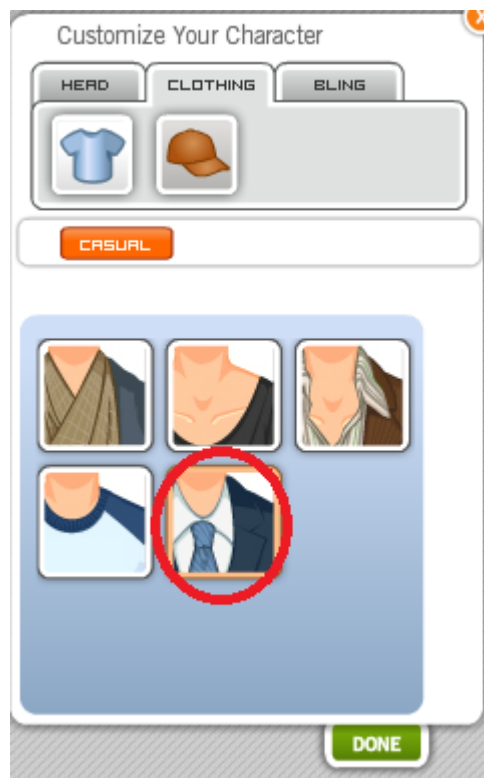 Customize Your Character
HEAD
CLOTHING
BLING
CASUAL
DONE